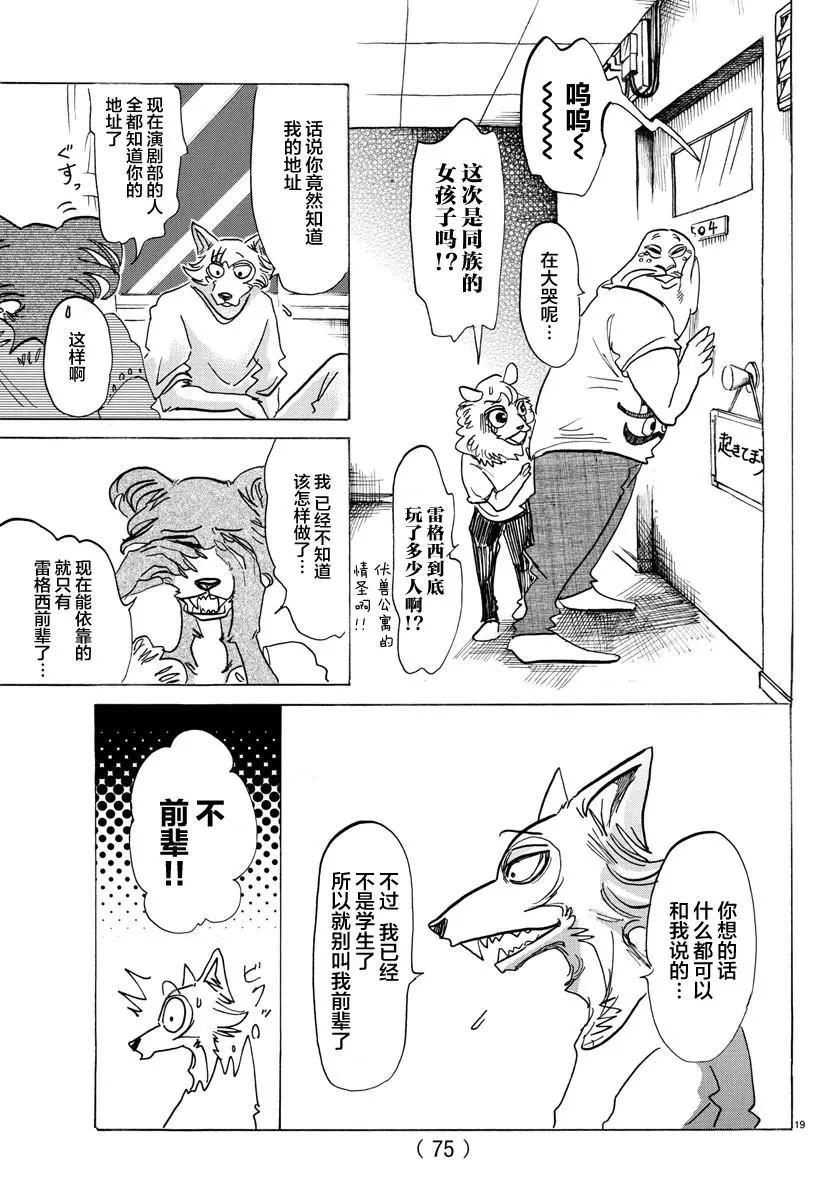 呜呜~
这次是同族的
女孩子吗!?
在大哭呢…
504
起きてます
雷格西到底
玩了多少人啊!?
伏兽公寓的
情圣啊!!
话说你竟然知道
我的地址
现在演剧部的人
全都知道你的
地址了
ぐすっ
这样啊
我 已经不知道
该怎样做了…
现在能依靠的
就只有
雷格西前辈了…
你想的话
什么都可以
和我说的…
不过 我已经
不是学生了
所以就别叫我前辈了
不
前辈!!
ビクッ
19
(75)